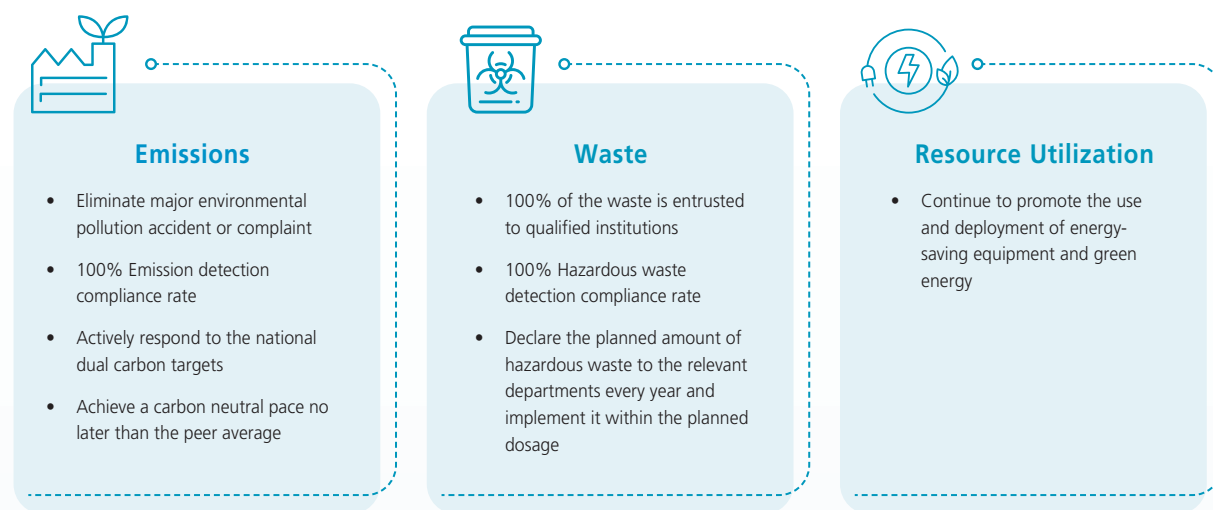 Emissions
• Eliminate major environmental
pollution accident or complaint
• 100% Emission detection
compliance rate
• Actively respond to the national
dual carbon targets
• Achieve a carbon neutral pace no
later than the peer average
Waste
• 100% of the waste is entrusted
to qualified institutions
• 100% Hazardous waste
detection compliance rate
• Declare the planned amount of
hazardous waste to the relevant
departments every year and
implement it within the planned
dosage
Resource Utilization
• Continue to promote the use
and deployment of energy-
saving equipment and green
energy